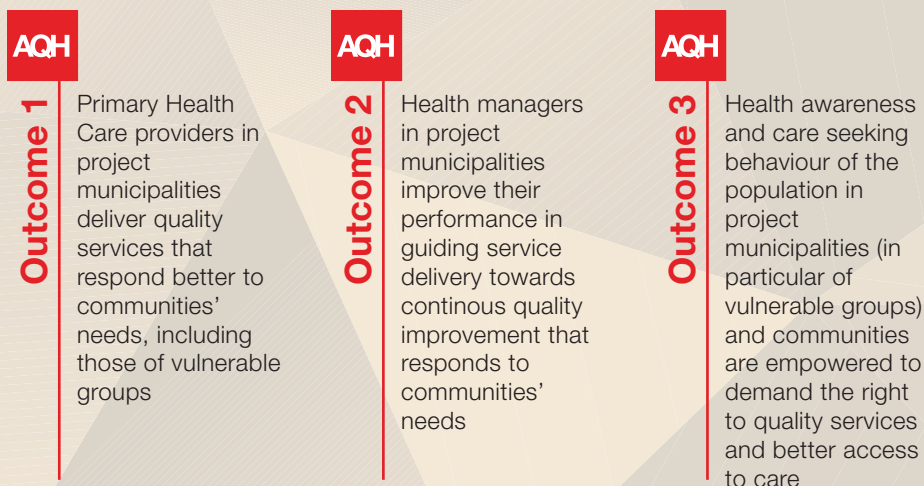 AQH
Outcome 1
Primary Health
Care providers in
project
municipalities
deliver quality
services that
respond better to
communities’
needs, including
those of vulnerable
groups
AQH
Outcome 2
Health managers
in project
municipalities
improve their
performance in
guiding service
delivery towards
continous quality
improvement that
responds to
communities’
needs
AQH
Outcome 3
Health awareness
and care seeking
behaviour of the
population in
project
municipalities (in
particular of
vulnerable groups)
and communities
are empowered to
demand the right
to quality services
and better access
to care